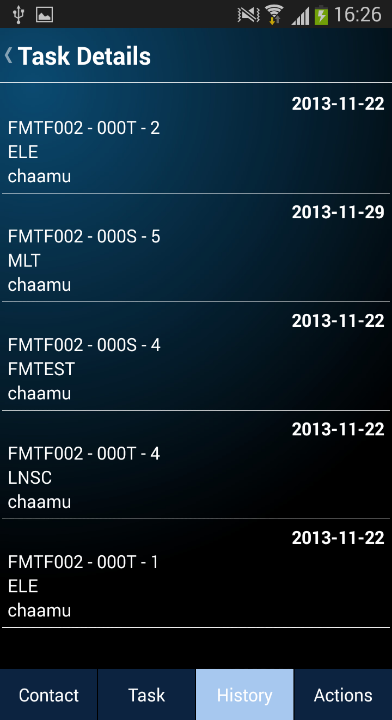 16:26
Task Details
2013-11-22
FMTF002 - 000T - 2
ELE
chaamu
2013-11-29
FMTF002 - 000S - 5
MLT
chaamu
2013-11-22
FMTF002 - 000S - 4
FMTEST
chaamu
2013-11-22
FMTF002 - 000T - 4
LNSC
chaamu
2013-11-22
FMTF002 - 000T - 1
ELE
chaamu
Contact Task History Actions